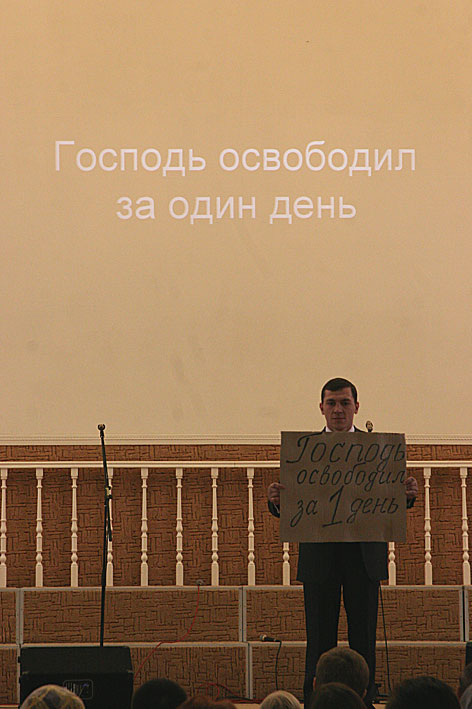 Господь освободил
за один день
Господь
освободил
за 1 день